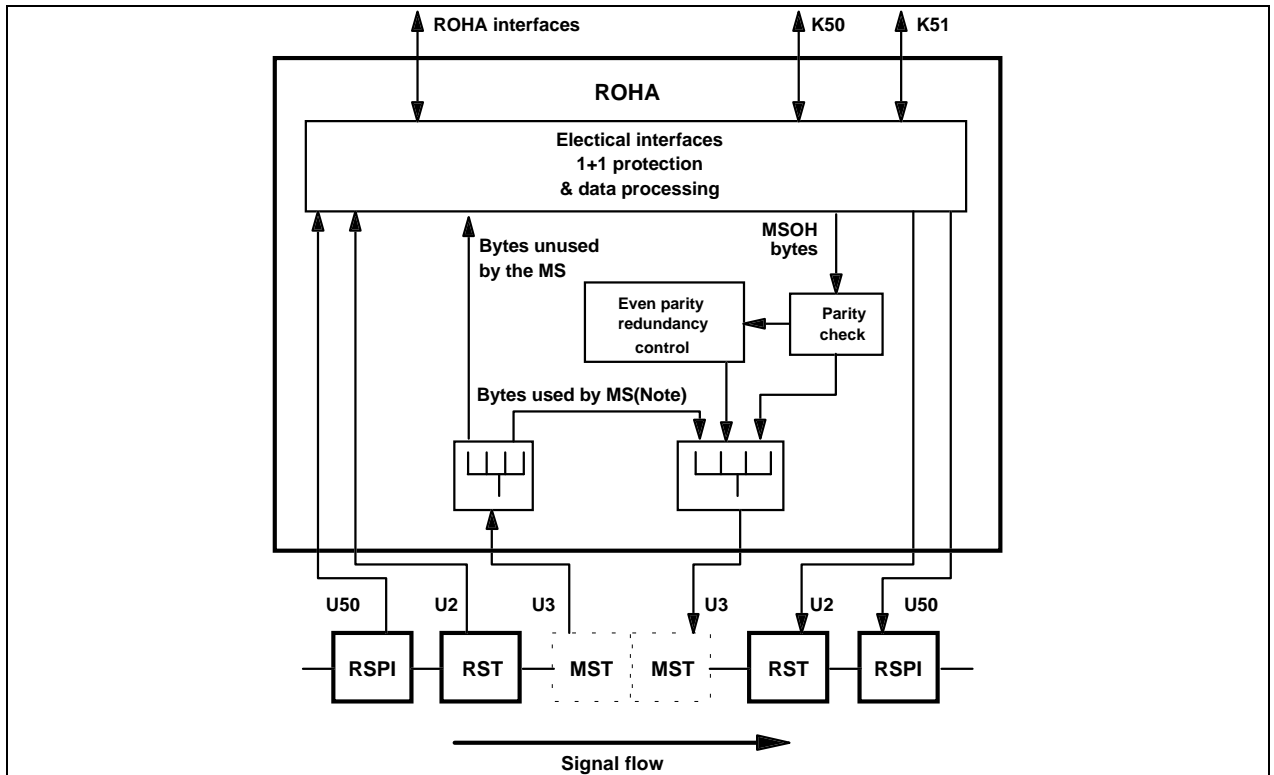 ROHA interfaces
K50
K51
ROHA
Electical interfaces
1+1 protection
& data processing
Bytes unused
by the MS
MSOH
bytes
Even parity
redundancy
control
Parity
check
Bytes used by MS(Note)
U50
U2
U3
U3
U2
U50
RSPI
RST
MST
MST
RST
RSPI
Signal flow